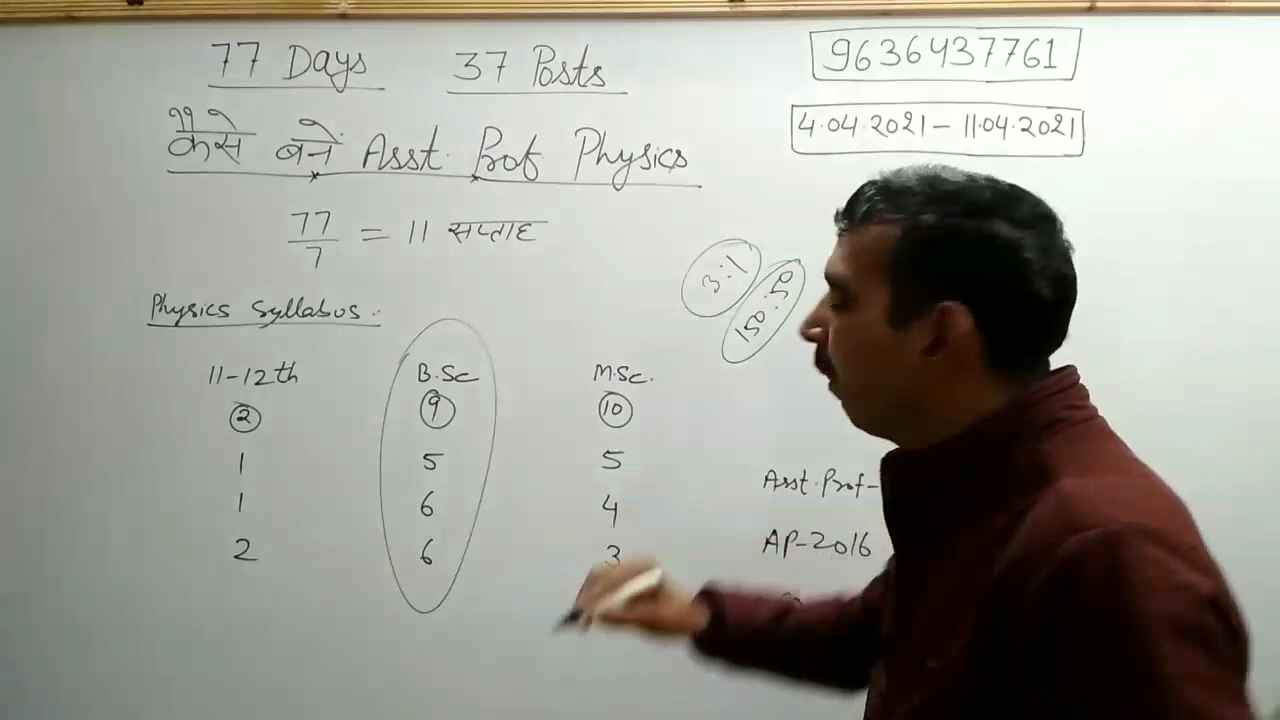 77 Days 37 Posts
9636437761
4.04.2021 - 11.04.2021
कैसे बने Asst. Prof Physics
77/7 = 11 सप्ताह
3:1
150:50
Physics Syllabus.
11-12th B.Sc M.Sc.
2 9 10
1 5 5
1 6 4
2 6 3
Asst. Prof-
AP-2016